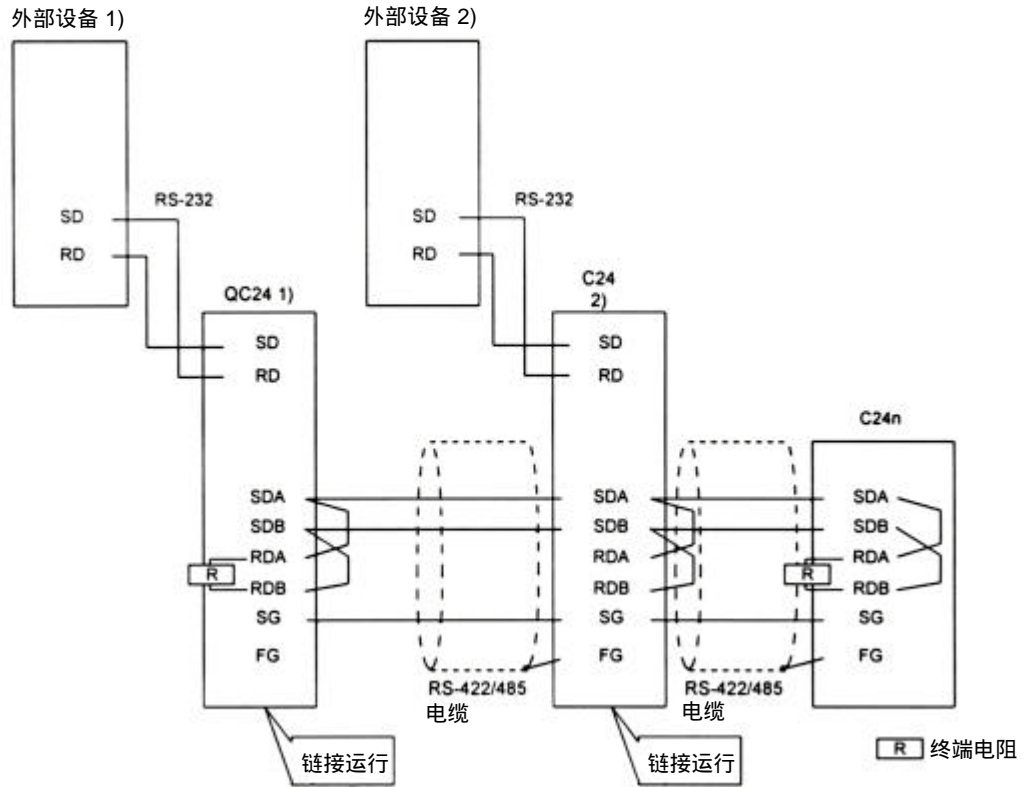 外部设备 1)
外部设备 2)
SD
RS-232
RD
SD
RS-232
RD
QC24 1)
SD
RD
C24
2)
SD
RD
C24n
SDA
SDB
RDA
R
RDB
SG
FG
SDA
SDB
RDA
RDB
SG
FG
SDA
SDB
RDA
R
RDB
SG
FG
RS-422/485
电缆
RS-422/485
电缆
链接运行
链接运行
R 终端电阻